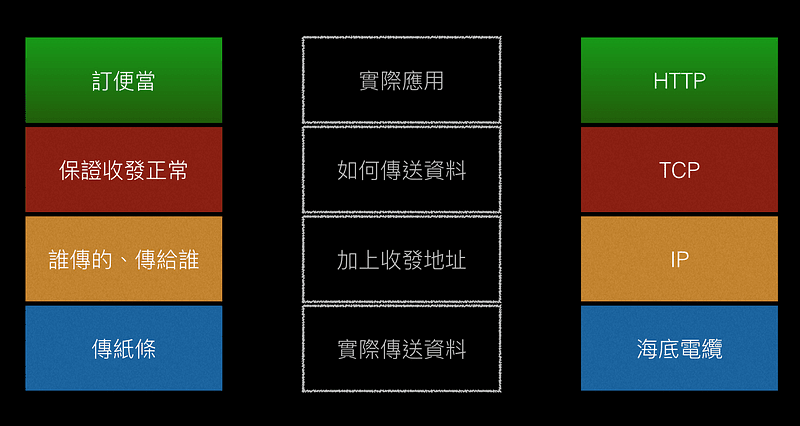 訂便當
實際應用
HTTP
保證收發正常
如何傳送資料
TCP
誰傳的、傳給誰
加上收發地址
IP
傳紙條
實際傳送資料
海底電纜